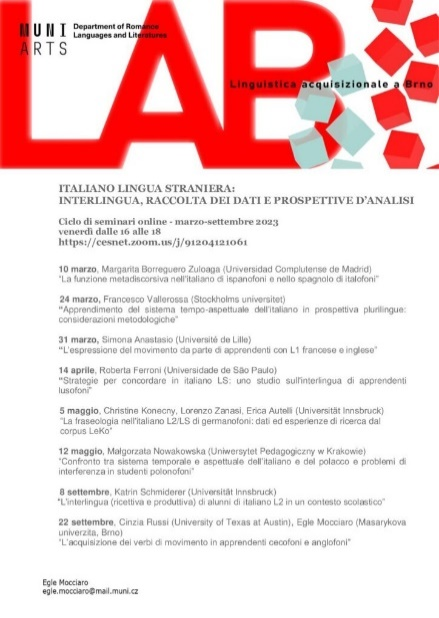 MUNI
ARTS
Department of Romance
Languages and Literatures
LAB
Linguistica acquisizionale a Brno
ITALIANO LINGUA STRANIERA:
INTERLINGUA, RACCOLTA DEI DATI E PROSPETTIVE D'ANALISI
Ciclo di seminari online - marzo-settembre 2023
venerdì dalle 16 alle 18
https://cesnet.zoom.us/j/91204121061
10 marzo, Margarita Borreguero Zuloaga (Universidad Complutense de Madrid)
"La funzione metadiscorsiva nell'italiano di ispanofoni e nello spagnolo di italofoni"
24 marzo, Francesco Vallerossa (Stockholms universitet)
"Apprendimento del sistema tempo-aspettuale dell'italiano in prospettiva plurilingue:
considerazioni metodologiche"
31 marzo, Simona Anastasio (Université de Lille)
"L'espressione del movimento da parte di apprendenti con L1 francese e inglese"
14 aprile, Roberta Ferroni (Universidade de São Paulo)
"Strategie per concordare in italiano LS: uno studio sull'interlingua di apprendenti
lusofoni"
5 maggio, Christine Konecny, Lorenzo Zanasi, Erica Autelli (Universität Innsbruck)
"La fraseologia nell'italiano L2/LS di germanofoni: dati ed esperienze di ricerca dal
corpus LeKo"
12 maggio, Małgorzata Nowakowska (Uniwersytet Pedagogiczny w Krakowie)
"Confronto tra sistema temporale e aspettuale dell'italiano e del polacco e problemi di
interferenza in studenti polonofoni"
8 settembre, Katrin Schmiderer (Universität Innsbruck)
"L'interlingua (ricettiva e produttiva) di alunni di italiano L2 in un contesto scolastico"
22 settembre, Cinzia Russi (University of Texas at Austin), Egle Mocciaro (Masarykova
univerzita, Brno)
"L'acquisizione dei verbi di movimento in apprendenti cecofoni e anglofoni"
Egle Mocciaro
egle.mocciaro@mail.muni.cz